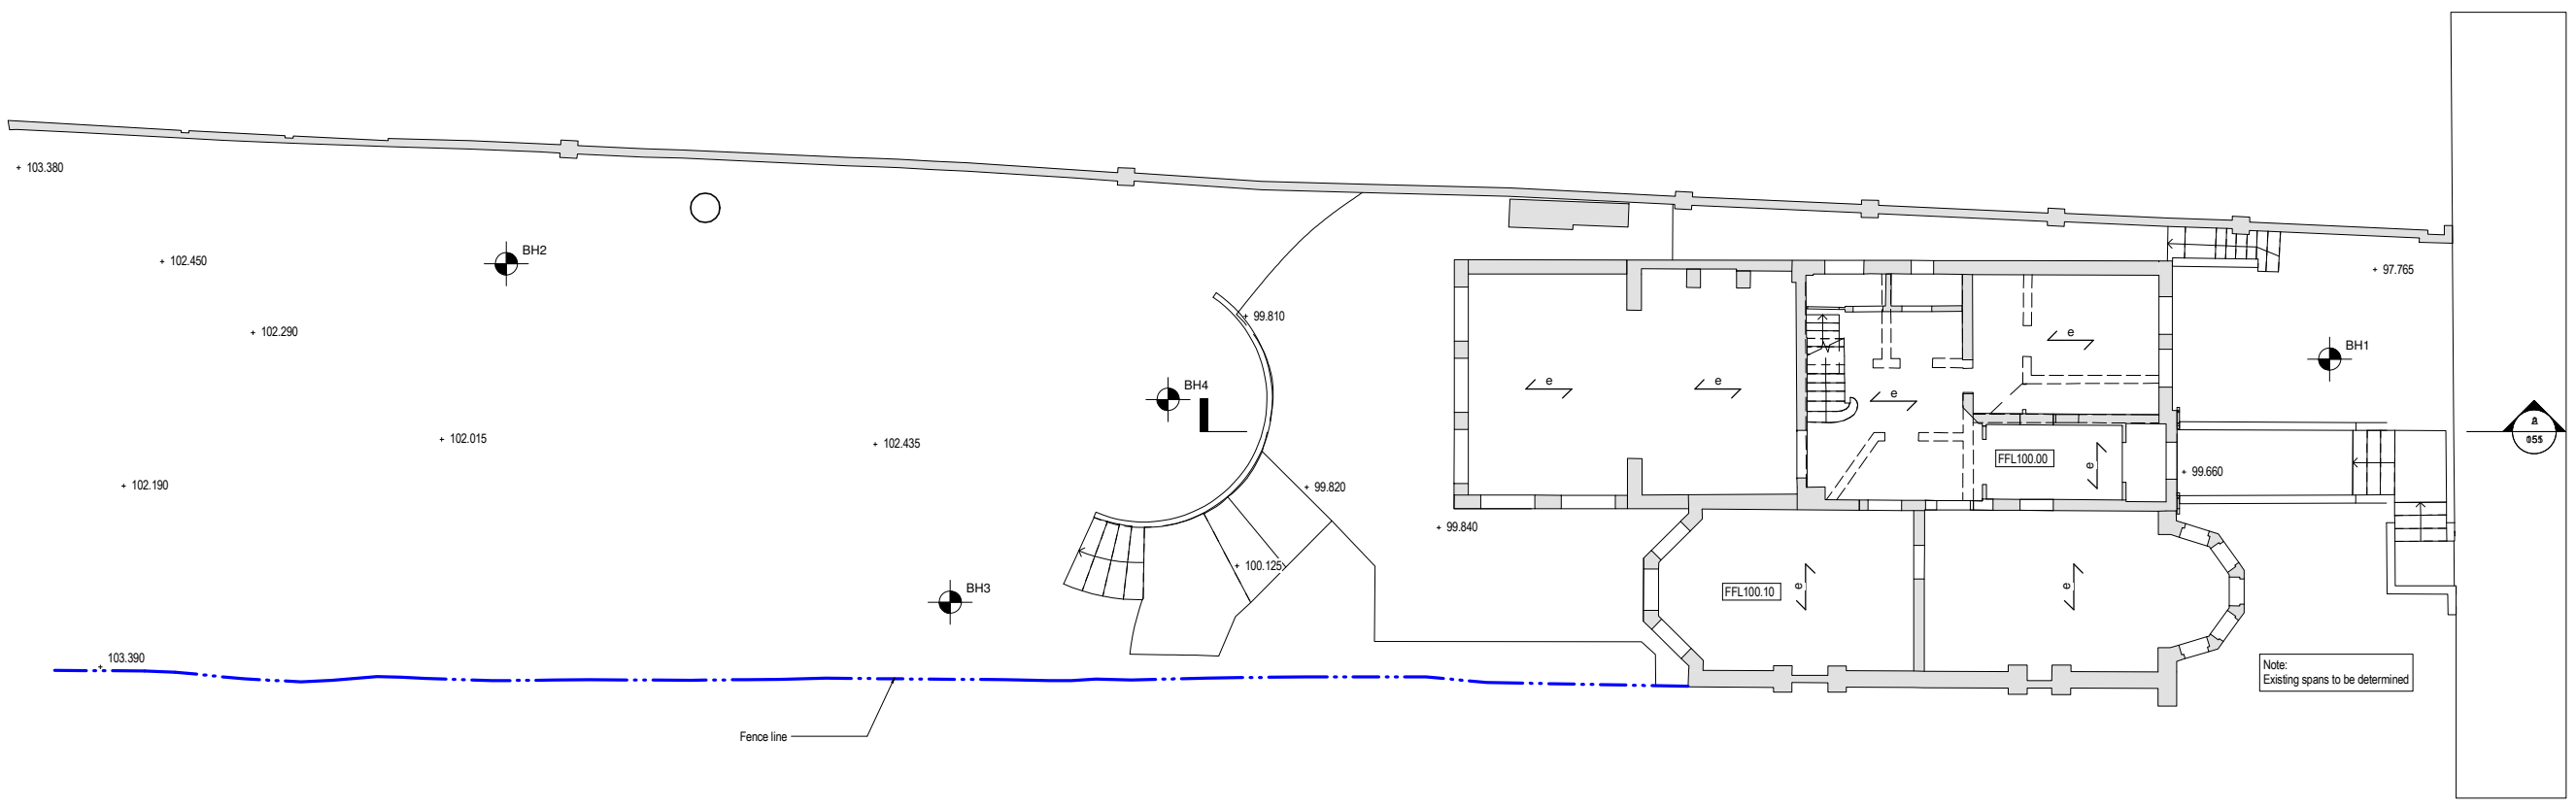 103.380
BH2
102.450
97.765
99.810
102.290
e
BH1
BH4
e
e
e
102.015
102.435
FFL100.00
e
99.660
102.190
99.820
99.840
100.125
BH3
FFL100.10
e
e
103.390
Note:
Existing spans to be determined
Fence line